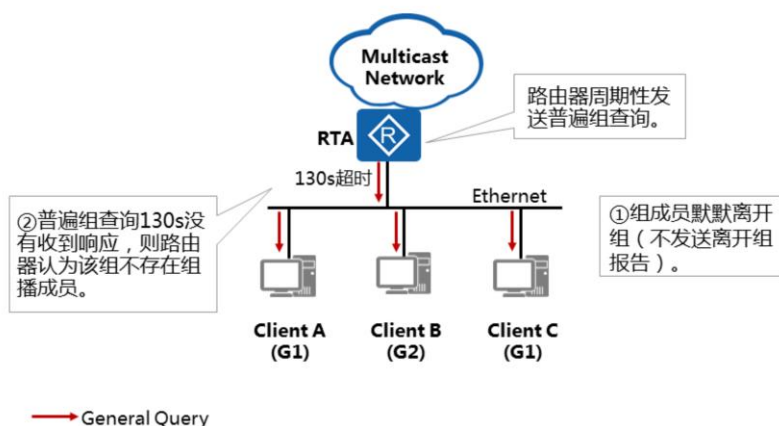 Multicast
Network
路由器周期性发
送普遍组查询。
RTA
R
130s超时
Ethernet
②普遍组查询130s没
有收到响应，则路由
器认为该组不存在组
播成员。
①组成员默默离开
组（不发送离开组
报告）。
Client A
(G1)
Client B
(G2)
Client C
(G1)
General Query